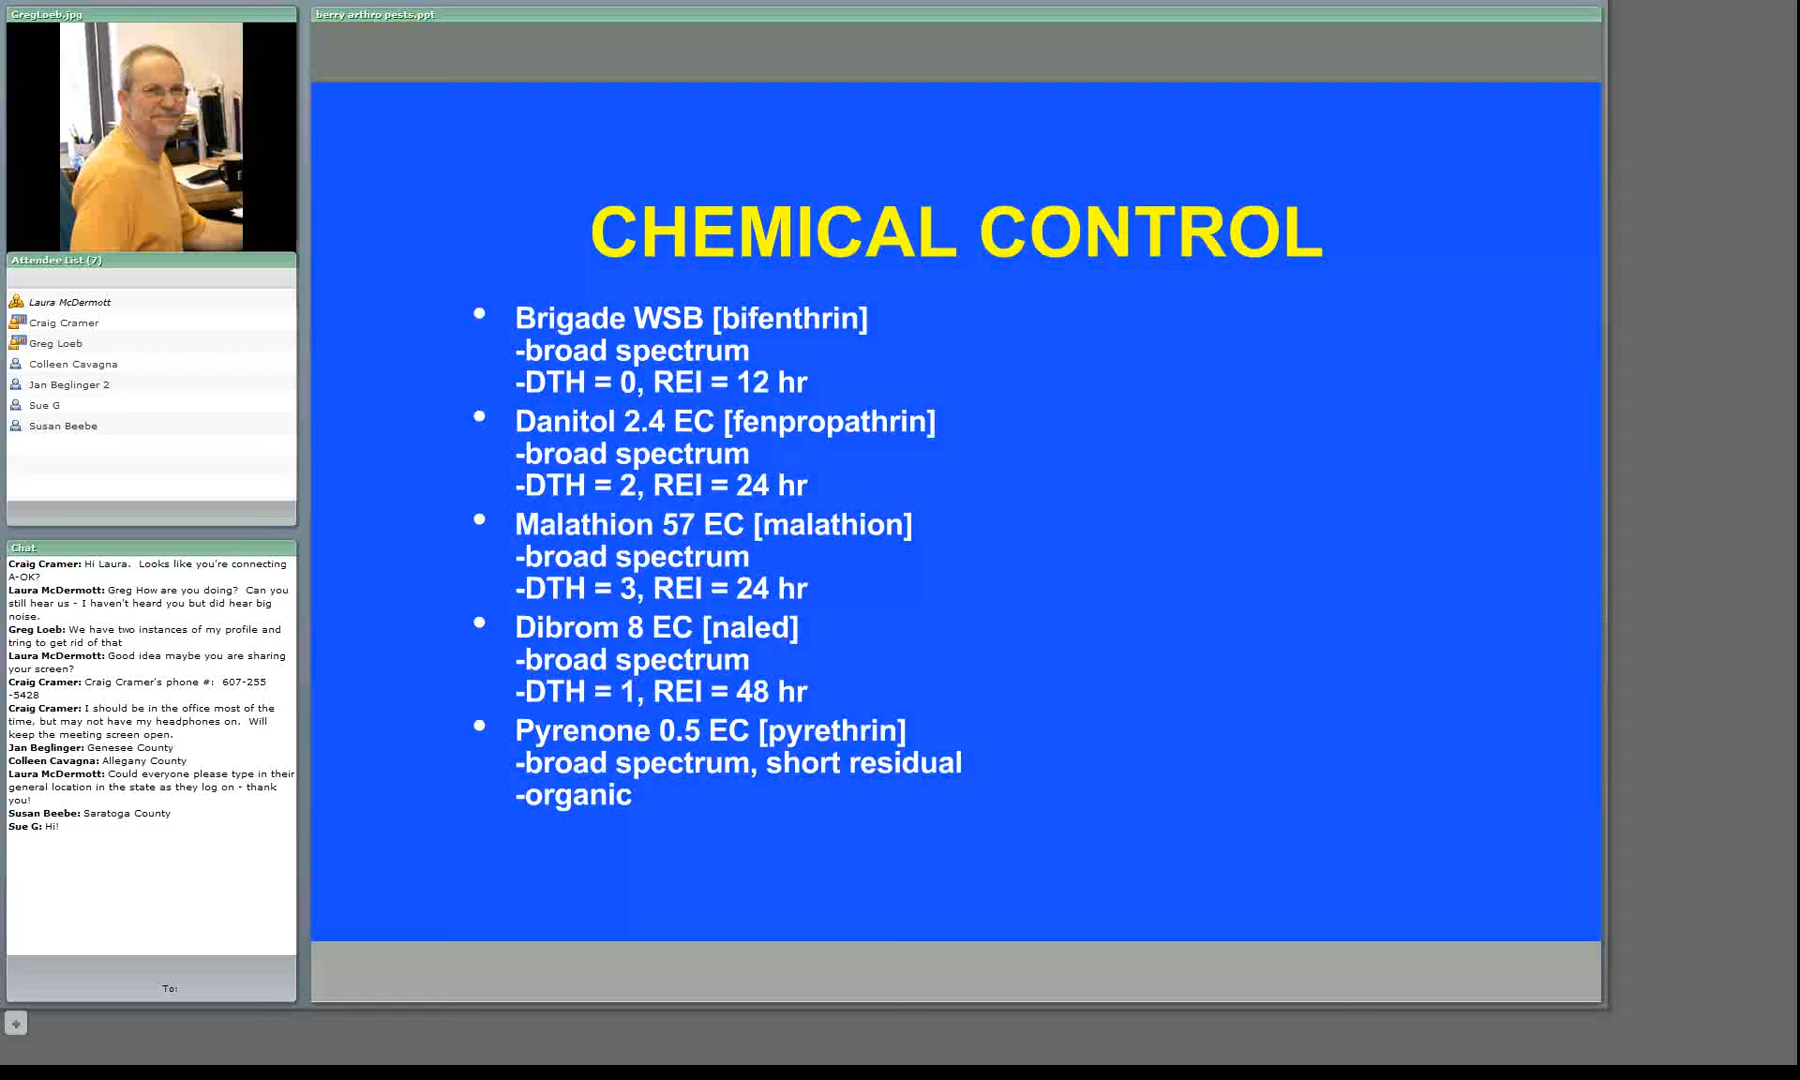 GregLoeb.jpg
Attendee List (7)
Laura McDermott
Craig Cramer
Greg Loeb
Colleen Cavagna
Jan Beglinger 2
Sue G
Susan Beebe
Chat
Craig Cramer: Hi Laura. Looks like you're connecting
A-OK?
Laura McDermott: Greg How are you doing? Can you
still hear us - I haven't heard you but did hear big
noise.
Greg Loeb: We have two instances of my profile and
tring to get rid of that
Laura McDermott: Good idea maybe you are sharing
your screen?
Craig Cramer: Craig Cramer's phone #: 607-255
-5428
Craig Cramer: I should be in the office most of the
time, but may not have my headphones on. Will
keep the meeting screen open.
Jan Beglinger: Genesee County
Colleen Cavagna: Allegany County
Laura McDermott: Could everyone please type in their
general location in the state as they log on - thank
you!
Susan Beebe: Saratoga County
Sue G: Hi!
To:
berry arthro pests.ppt
CHEMICAL CONTROL
• Brigade WSB [bifenthrin]
-broad spectrum
-DTH = 0, REI = 12 hr
• Danitol 2.4 EC [fenpropathrin]
-broad spectrum
-DTH = 2, REI = 24 hr
• Malathion 57 EC [malathion]
-broad spectrum
-DTH = 3, REI = 24 hr
• Dibrom 8 EC [naled]
-broad spectrum
-DTH = 1, REI = 48 hr
• Pyrenone 0.5 EC [pyrethrin]
-broad spectrum, short residual
-organic